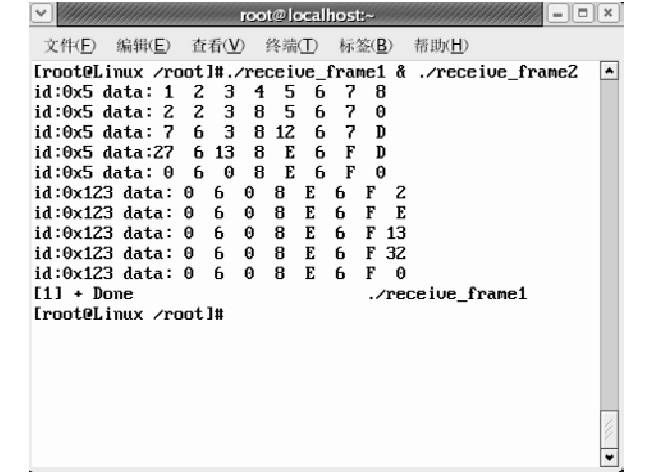 root@localhost:~
文件(F) 编辑(E) 查看(V) 终端(T) 标签(B) 帮助(H)
[root@Linux /root]#./receive_frame1 & ./receive_frame2
id:0x5 data: 1 2 3 4 5 6 7 8
id:0x5 data: 2 2 3 8 5 6 7 0
id:0x5 data: 7 6 3 8 12 6 7 D
id:0x5 data:27 6 13 8 E 6 F D
id:0x5 data: 0 6 0 8 E 6 F 0
id:0x123 data: 0 6 0 8 E 6 F 2
id:0x123 data: 0 6 0 8 E 6 F E
id:0x123 data: 0 6 0 8 E 6 F 13
id:0x123 data: 0 6 0 8 E 6 F 32
id:0x123 data: 0 6 0 8 E 6 F 0
[1] + Done ./receive_frame1
[root@Linux /root]#